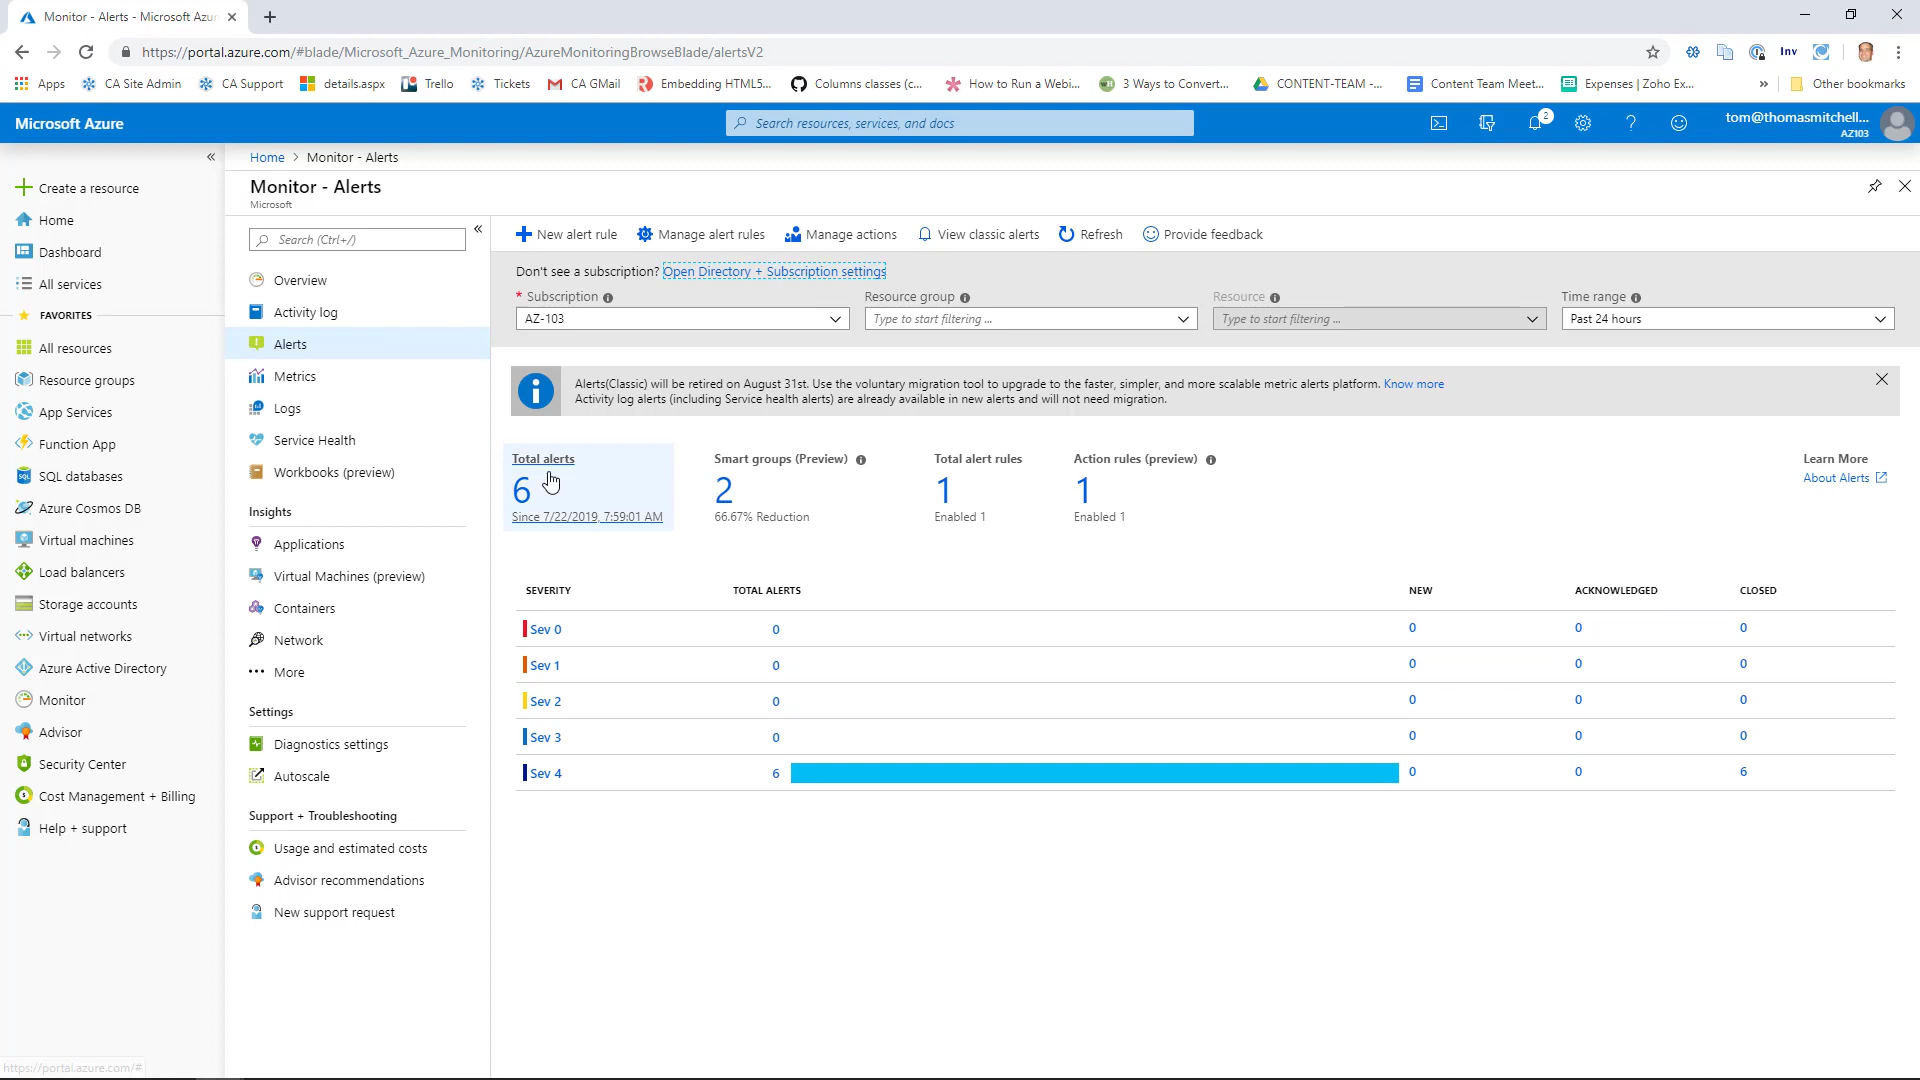 Monitor - Alerts - Microsoft Azur
https://portal.azure.com/#blade/Microsoft_Azure_Monitoring/AzureMonitoringBrowseBlade/alertsV2
Inv
Apps
CA Site Admin
CA Support
details.aspx
Trello
Tickets
CA GMail
Embedding HTML5...
Columns classes (c...
How to Run a Webi...
3 Ways to Convert...
CONTENT-TEAM -...
Content Team Meet...
Expenses | Zoho Ex...
»
Other bookmarks
Microsoft Azure
Search resources, services, and docs
2
tom@thomasmitchell...
AZ103
Create a resource
Home
Dashboard
All services
FAVORITES
All resources
Resource groups
App Services
Function App
SQL databases
Azure Cosmos DB
Virtual machines
Load balancers
Storage accounts
Virtual networks
Azure Active Directory
Monitor
Advisor
Security Center
Cost Management + Billing
Help + support
https://portal.azure.com/#
Home > Monitor - Alerts
Monitor - Alerts
Microsoft
Search (Ctrl+/)
Overview
Activity log
Alerts
Metrics
Logs
Service Health
Workbooks (preview)
Insights
Applications
Virtual Machines (preview)
Containers
Network
More
Settings
Diagnostics settings
Autoscale
Support + Troubleshooting
Usage and estimated costs
Advisor recommendations
New support request
New alert rule
Manage alert rules
Manage actions
View classic alerts
Refresh
Provide feedback
Don't see a subscription? Open Directory + Subscription settings
* Subscription
AZ-103
Resource group
Type to start filtering ...
Resource
Type to start filtering ...
Time range
Past 24 hours
Alerts(Classic) will be retired on August 31st. Use the voluntary migration tool to upgrade to the faster, simpler, and more scalable metric alerts platform. Know more
Activity log alerts (including Service health alerts) are already available in new alerts and will not need migration.
Total alerts
6
Since 7/22/2019, 7:59:01 AM
Smart groups (Preview)
2
66.67% Reduction
Total alert rules
1
Enabled 1
Action rules (preview)
1
Enabled 1
Learn More
About Alerts
SEVERITY TOTAL ALERTS NEW ACKNOWLEDGED CLOSED
Sev 0 0 0 0 0
Sev 1 0 0 0 0
Sev 2 0 0 0 0
Sev 3 0 0 0 0
Sev 4 6 0 0 6